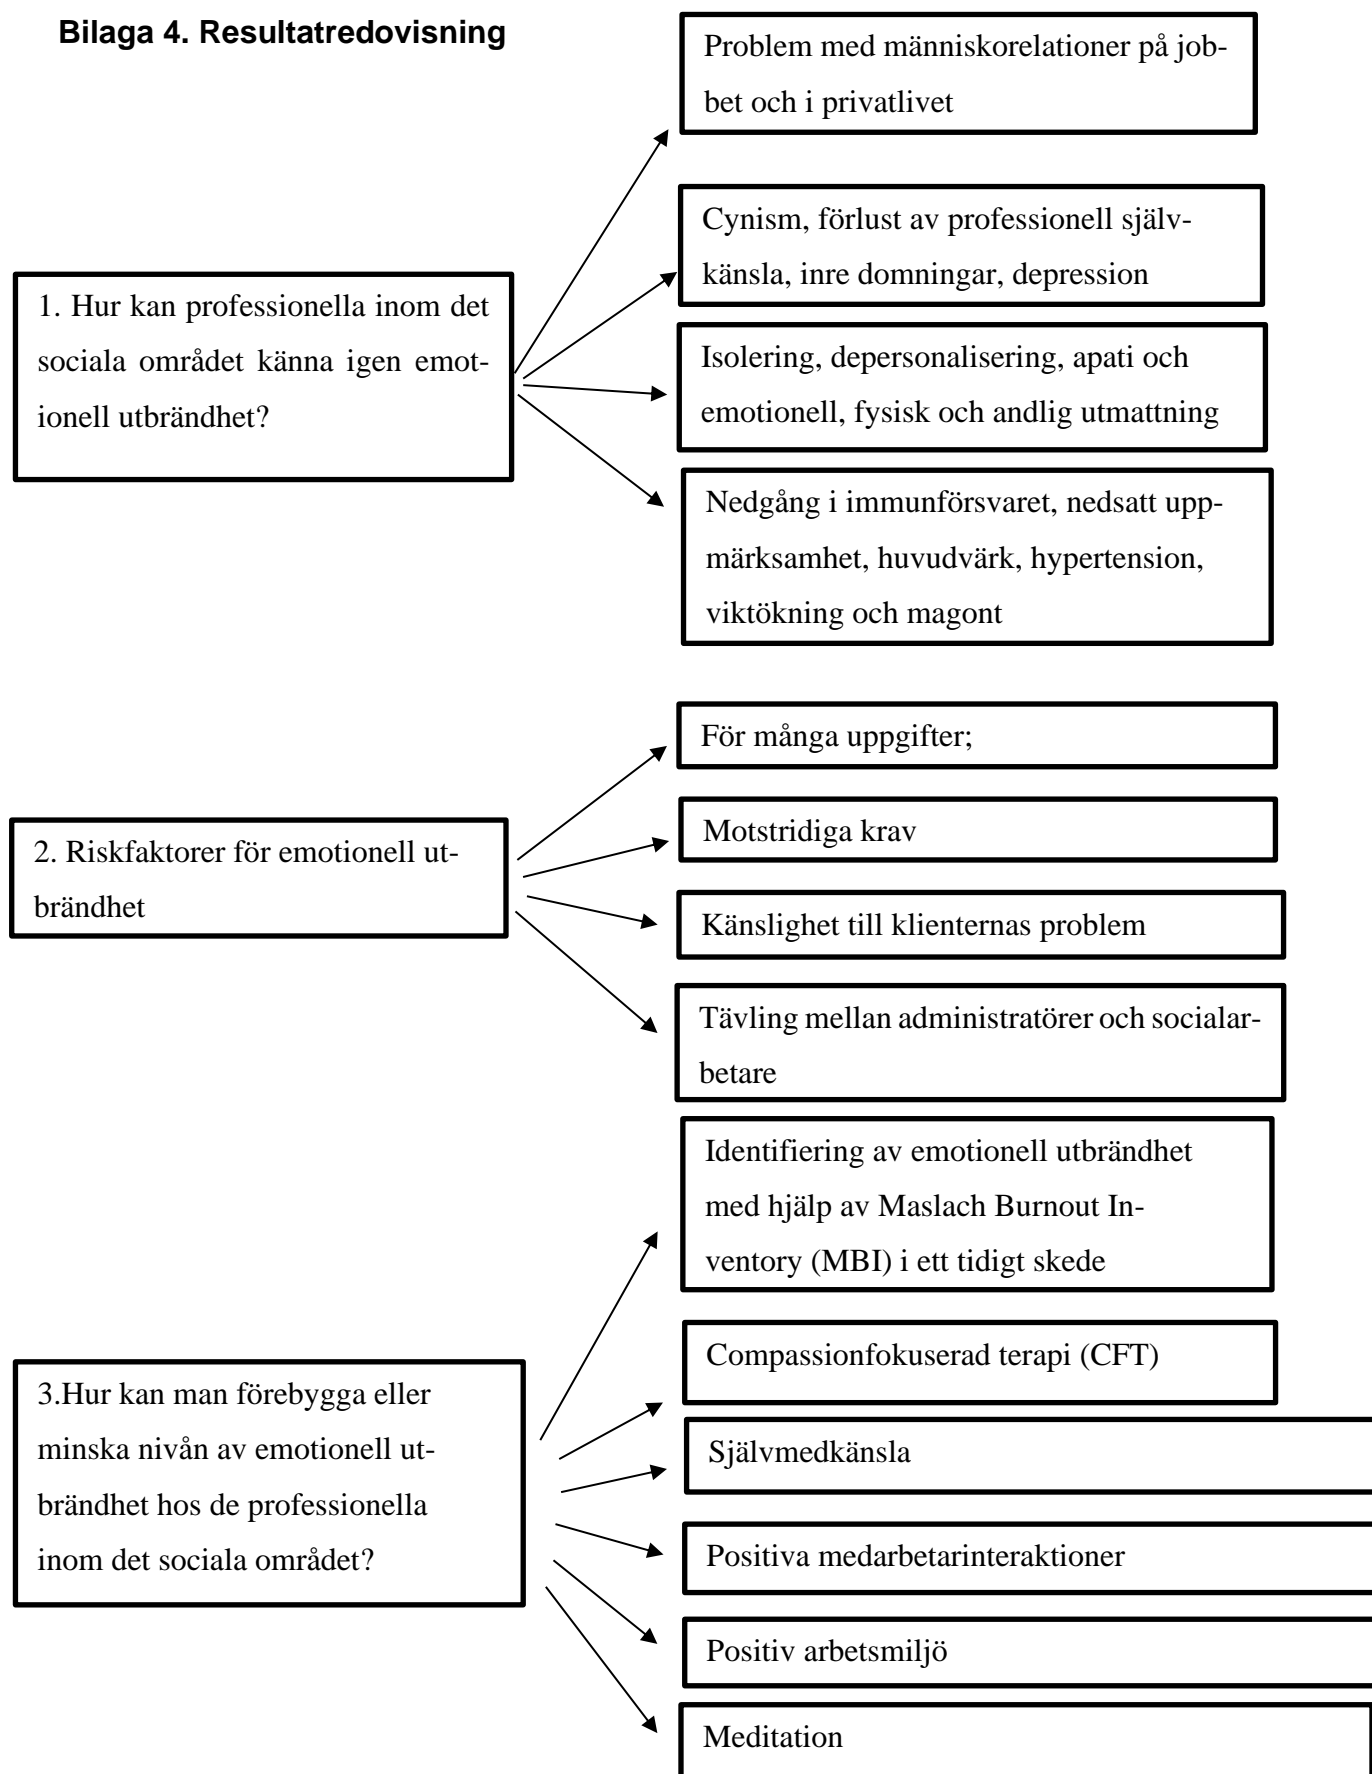 Bilaga 4. Resultatredovisning
Problem med människorelationer på job-
bet och i privatlivet
Cynism, förlust av professionell själv-
känsla, inre domningar, depression
1. Hur kan professionella inom det
sociala området känna igen emot-
ionell utbrändhet?
Isolering, depersonalisering, apati och
emotionell, fysisk och andlig utmattning
Nedgång i immunförsvaret, nedsatt upp-
märksamhet, huvudvärk, hypertension,
viktökning och magont
För många uppgifter;
2. Riskfaktorer för emotionell ut-
brändhet
Motstridiga krav
Känslighet till klienternas problem
Tävling mellan administratörer och socialar-
betare
Identifiering av emotionell utbrändhet
med hjälp av Maslach Burnout In-
ventory (MBI) i ett tidigt skede
3.Hur kan man förebygga eller
minska nivån av emotionell ut-
brändhet hos de professionella
inom det sociala området?
Compassionfokuserad terapi (CFT)
Självmedkänsla
Positiva medarbetarinteraktioner
Positiv arbetsmiljö
Meditation